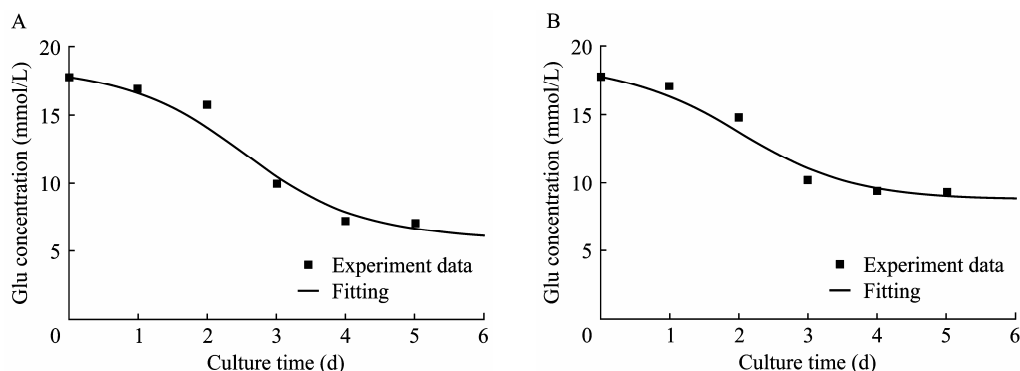 A
Glu concentration (mmol/L)
20
15
10
5
0
1
2
3
4
5
6
Experiment data
Fitting
Culture time (d)
B
Glu concentration (mmol/L)
20
15
10
5
0
1
2
3
4
5
6
Experiment data
Fitting
Culture time (d)